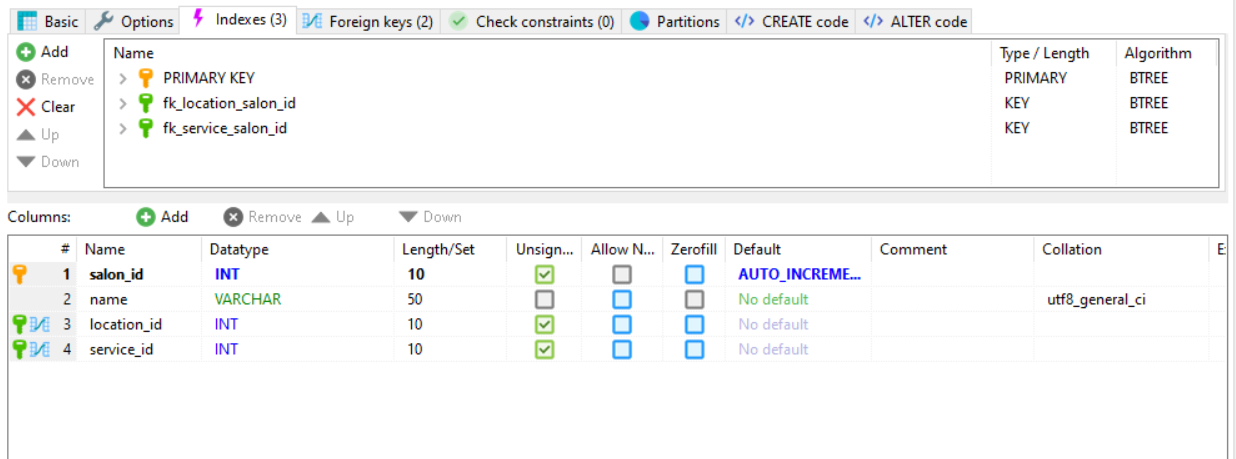 Basic Options Indexes (3) Foreign keys (2) Check constraints (0) Partitions CREATE code ALTER code
Add Name Type / Length Algorithm
Remove PRIMARY KEY PRIMARY BTREE
Clear fk_location_salon_id KEY BTREE
Up fk_service_salon_id KEY BTREE
Down
Columns: Add Remove Up Down
# Name Datatype Length/Set Unsign... Allow N... Zerofill Default Comment Collation E
1 salon_id INT 10 AUTO_INCREME...
2 name VARCHAR 50 No default utf8_general_ci
3 location_id INT 10 No default
4 service_id INT 10 No default